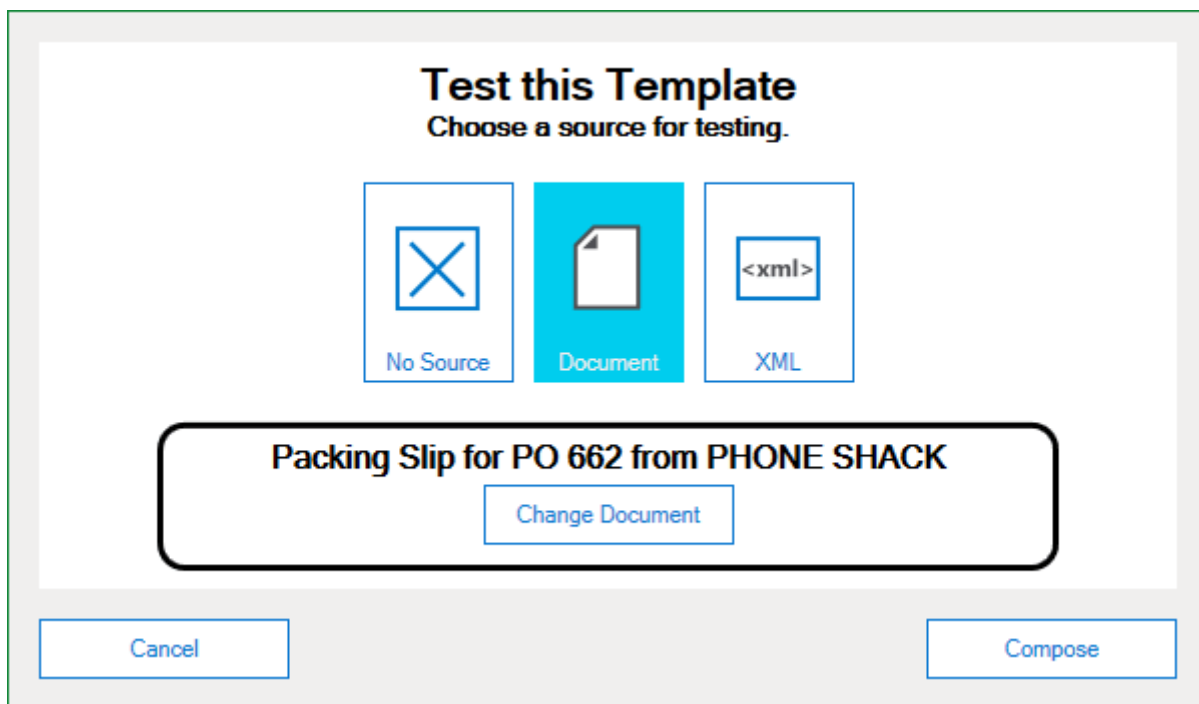 Test this Template
Choose a source for testing.
<xml>
No Source
Document
XML
Packing Slip for PO 662 from PHONE SHACK
Change Document
Cancel
Compose